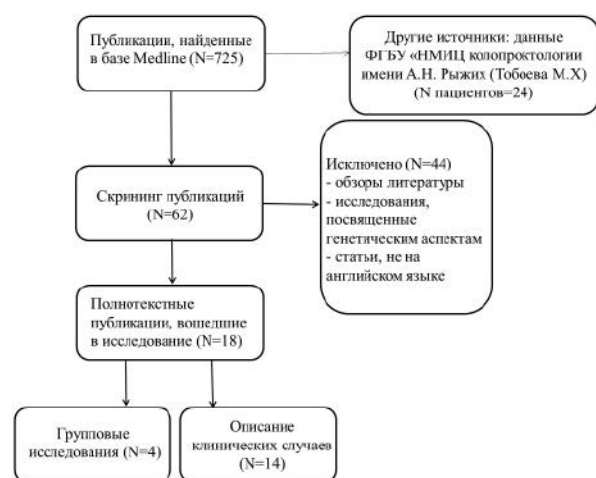 Публикации, найденные
в базе Medline (N=725)
Другие источники: данные
ФГБУ «НМИЦ колопроктологии
имени А.Н. Рыжих (Тобоева М.Х)
(N пациентов=24)
Скрининг публикаций
(N=62)
Исключено (N=44)
- обзоры литературы
- исследования,
посвященные
генетическим аспектам
- статьи, не на
английском языке
Полнотекстные
публикации, вошедшие
в исследование (N=18)
Групповые
исследования (N=4)
Описание
клинических случаев
(N=14)